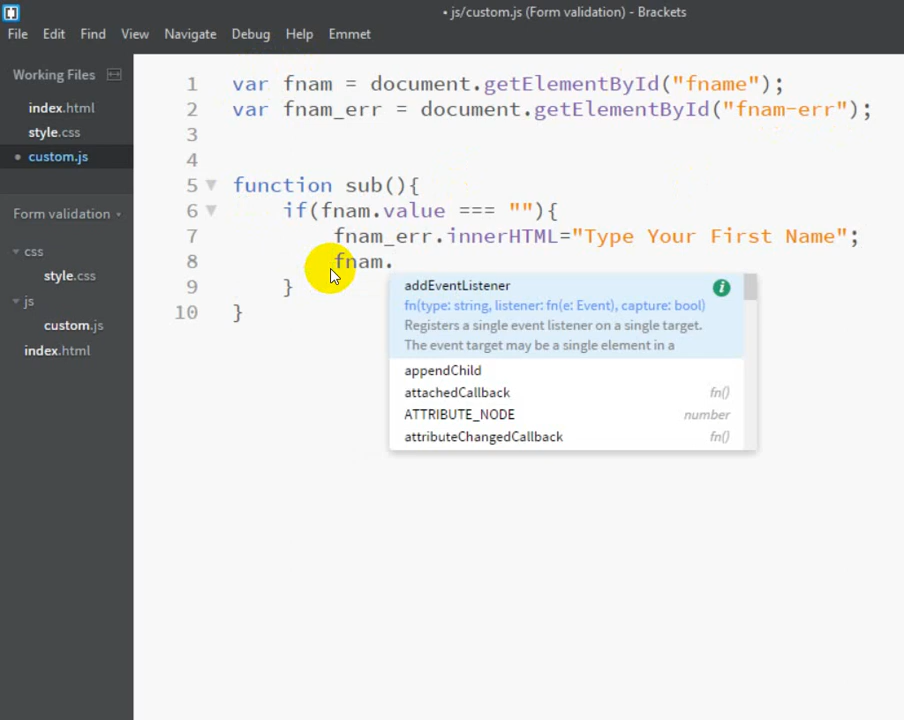 • js/custom.js (Form validation) - Brackets
File Edit Find View Navigate Debug Help Emmet
Working Files
index.html
style.css
• custom.js
Form validation
css
style.css
js
custom.js
index.html
1 var fnam = document.getElementById("fname");
2 var fnam_err = document.getElementById("fnam-err");
3
4
5 function sub(){
6 if(fnam.value === ""){
7 fnam_err.innerHTML="Type Your First Name";
8 fnam.
9 }
10 }
addEventListener
fn(type: string, listener: fn(e: Event), capture: bool)
Registers a single event listener on a single target.
The event target may be a single element in a
appendChild
attachedCallback fn()
ATTRIBUTE_NODE number
attributeChangedCallback fn()